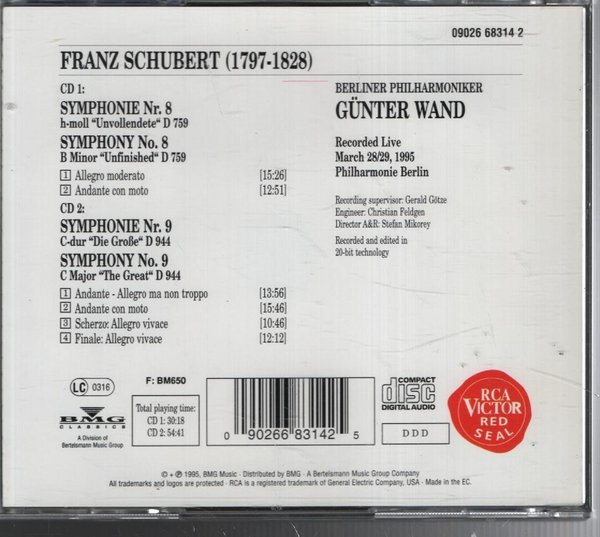 09026 68314 2
FRANZ SCHUBERT (1797-1828)
CD 1:
SYMPHONIE Nr. 8
h-moll "Unvollendete" D 759
SYMPHONY No. 8
B Minor "Unfinished" D 759
1 Allegro moderato [15:26]
2 Andante con moto [12:51]
CD 2:
SYMPHONIE Nr. 9
C-dur "Die Große" D 944
SYMPHONY No. 9
C Major "The Great" D 944
1 Andante - Allegro ma non troppo [13:56]
2 Andante con moto [15:46]
3 Scherzo: Allegro vivace [10:46]
4 Finale: Allegro vivace [12:12]
BERLINER PHILHARMONIKER
GÜNTER WAND
Recorded Live
March 28/29, 1995
Philharmonie Berlin
Recording supervisor: Gerald Götze
Engineer: Christian Feldgen
Director A&R: Stefan Mikorey
Recorded and edited in
20-bit technology
LC 0316
F: BM650
BMG
CLASSICS
A Division of
Bertelsmann Music Group
Total playing time:
CD 1: 30:18
CD 2: 54:41
0 90266 83142 5
COMPACT
disc
DIGITAL AUDIO
DDD
RCA
VICTOR
RED
SEAL
© + ℗ 1995, BMG Music · Distributed by BMG · A Bertelsmann Music Group Company
All trademarks and logos are protected · RCA is a registered trademark of General Electric Company, USA · Made in the EC.